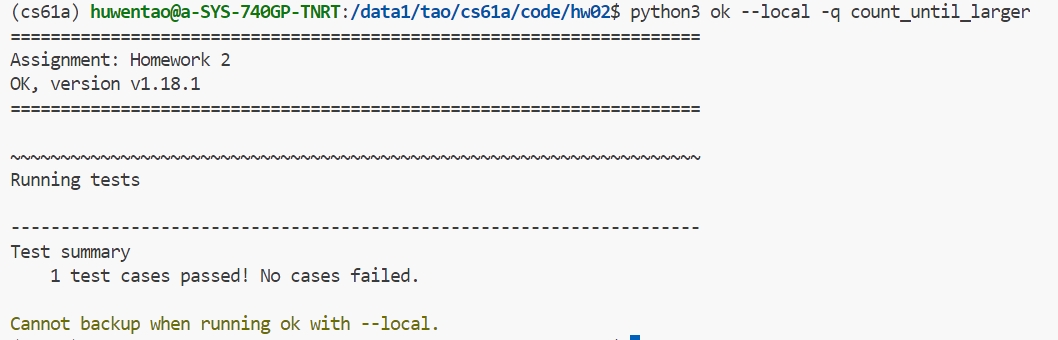 (cs61a) huwentao@a-SYS-740GP-TNRT:/data1/tao/cs61a/code/hw02$ python3 ok --local -q count_until_larger
=====================================================================
Assignment: Homework 2
OK, version v1.18.1
=====================================================================
~~~~~~~~~~~~~~~~~~~~~~~~~~~~~~~~~~~~~~~~~~~~~~~~~~~~~~~~~~~~~~~~~~~~~
Running tests
---------------------------------------------------------------------
Test summary
    1 test cases passed! No cases failed.
Cannot backup when running ok with --local.